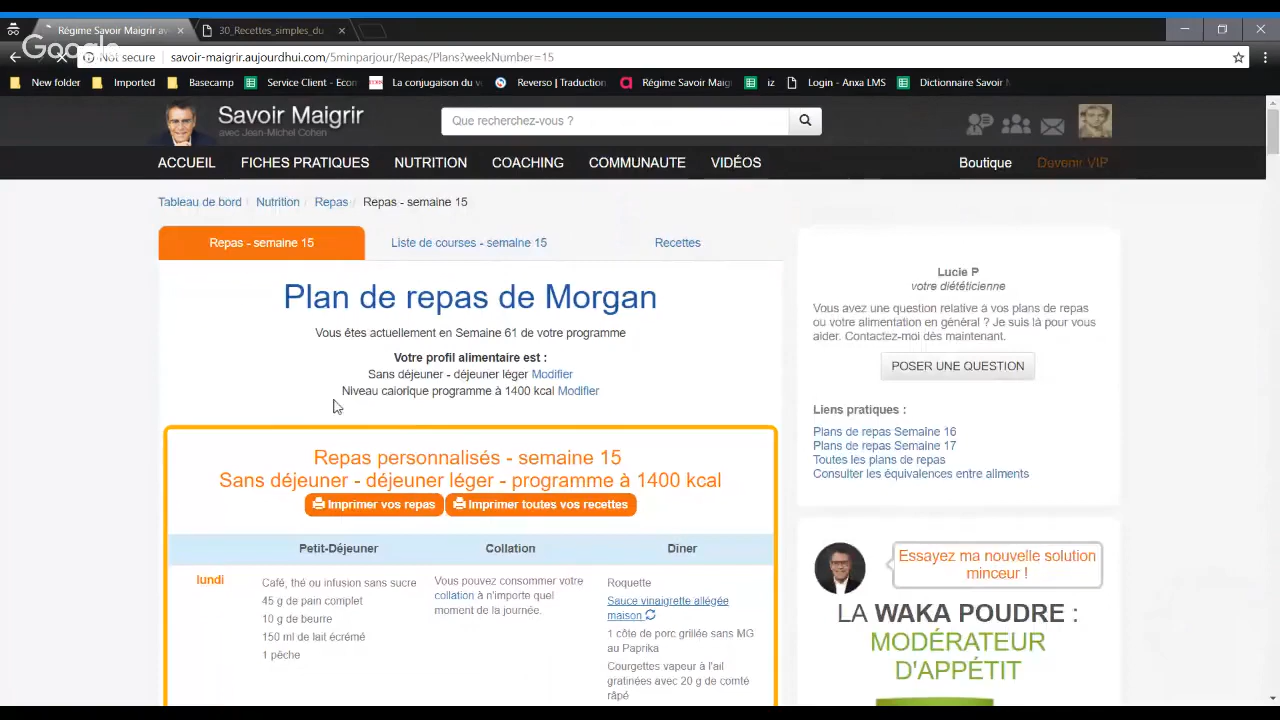 Régime Savoir Maigrir av
30_Recettes_simples_du
Google
Not secure
savoir-maigrir.aujourdhui.com/5minparjour/Repas/Plans?weekNumber=15
New folder
Imported
Basecamp
Service Client - Econ
La conjugaison du v
Reverso | Traduction
Régime Savoir Maigr
iz
Login - Anxa LMS
Dictionnaire Savoir
Savoir Maigrir
avec Jean-Michel Cohen
Que recherchez-vous ?
ACCUEIL
FICHES PRATIQUES
NUTRITION
COACHING
COMMUNAUTE
VIDÉOS
Boutique
Devenir VIP
Tableau de bord / Nutrition / Repas / Repas - semaine 15
Repas - semaine 15
Liste de courses - semaine 15
Recettes
Plan de repas de Morgan
Vous êtes actuellement en Semaine 61 de votre programme
Votre profil alimentaire est :
Sans déjeuner - déjeuner léger Modifier
Niveau calorique programme à 1400 kcal Modifier
Repas personnalisés - semaine 15
Sans déjeuner - déjeuner léger - programme à 1400 kcal
Imprimer vos repas
Imprimer toutes vos recettes
Petit-Déjeuner
Collation
Dîner
lundi
Café, thé ou infusion sans sucre
45 g de pain complet
10 g de beurre
150 ml de lait écrémé
1 pêche
Vous pouvez consommer votre
collation à n'importe quel
moment de la journée.
Roquette
Sauce vinaigrette allégée
maison
1 côte de porc grillée sans MG
au Paprika
Courgettes vapeur à l'ail
gratinées avec 20 g de comté
râpé
Lucie P
votre diététicienne
Vous avez une question relative à vos plans de repas
ou votre alimentation en général ? Je suis là pour vous
aider. Contactez-moi dès maintenant.
POSER UNE QUESTION
Liens pratiques :
Plans de repas Semaine 16
Plans de repas Semaine 17
Toutes les plans de repas
Consulter les équivalences entre aliments
Essayez ma nouvelle solution
minceur !
LA WAKA POUDRE :
MODÉRATEUR
D'APPÉTIT